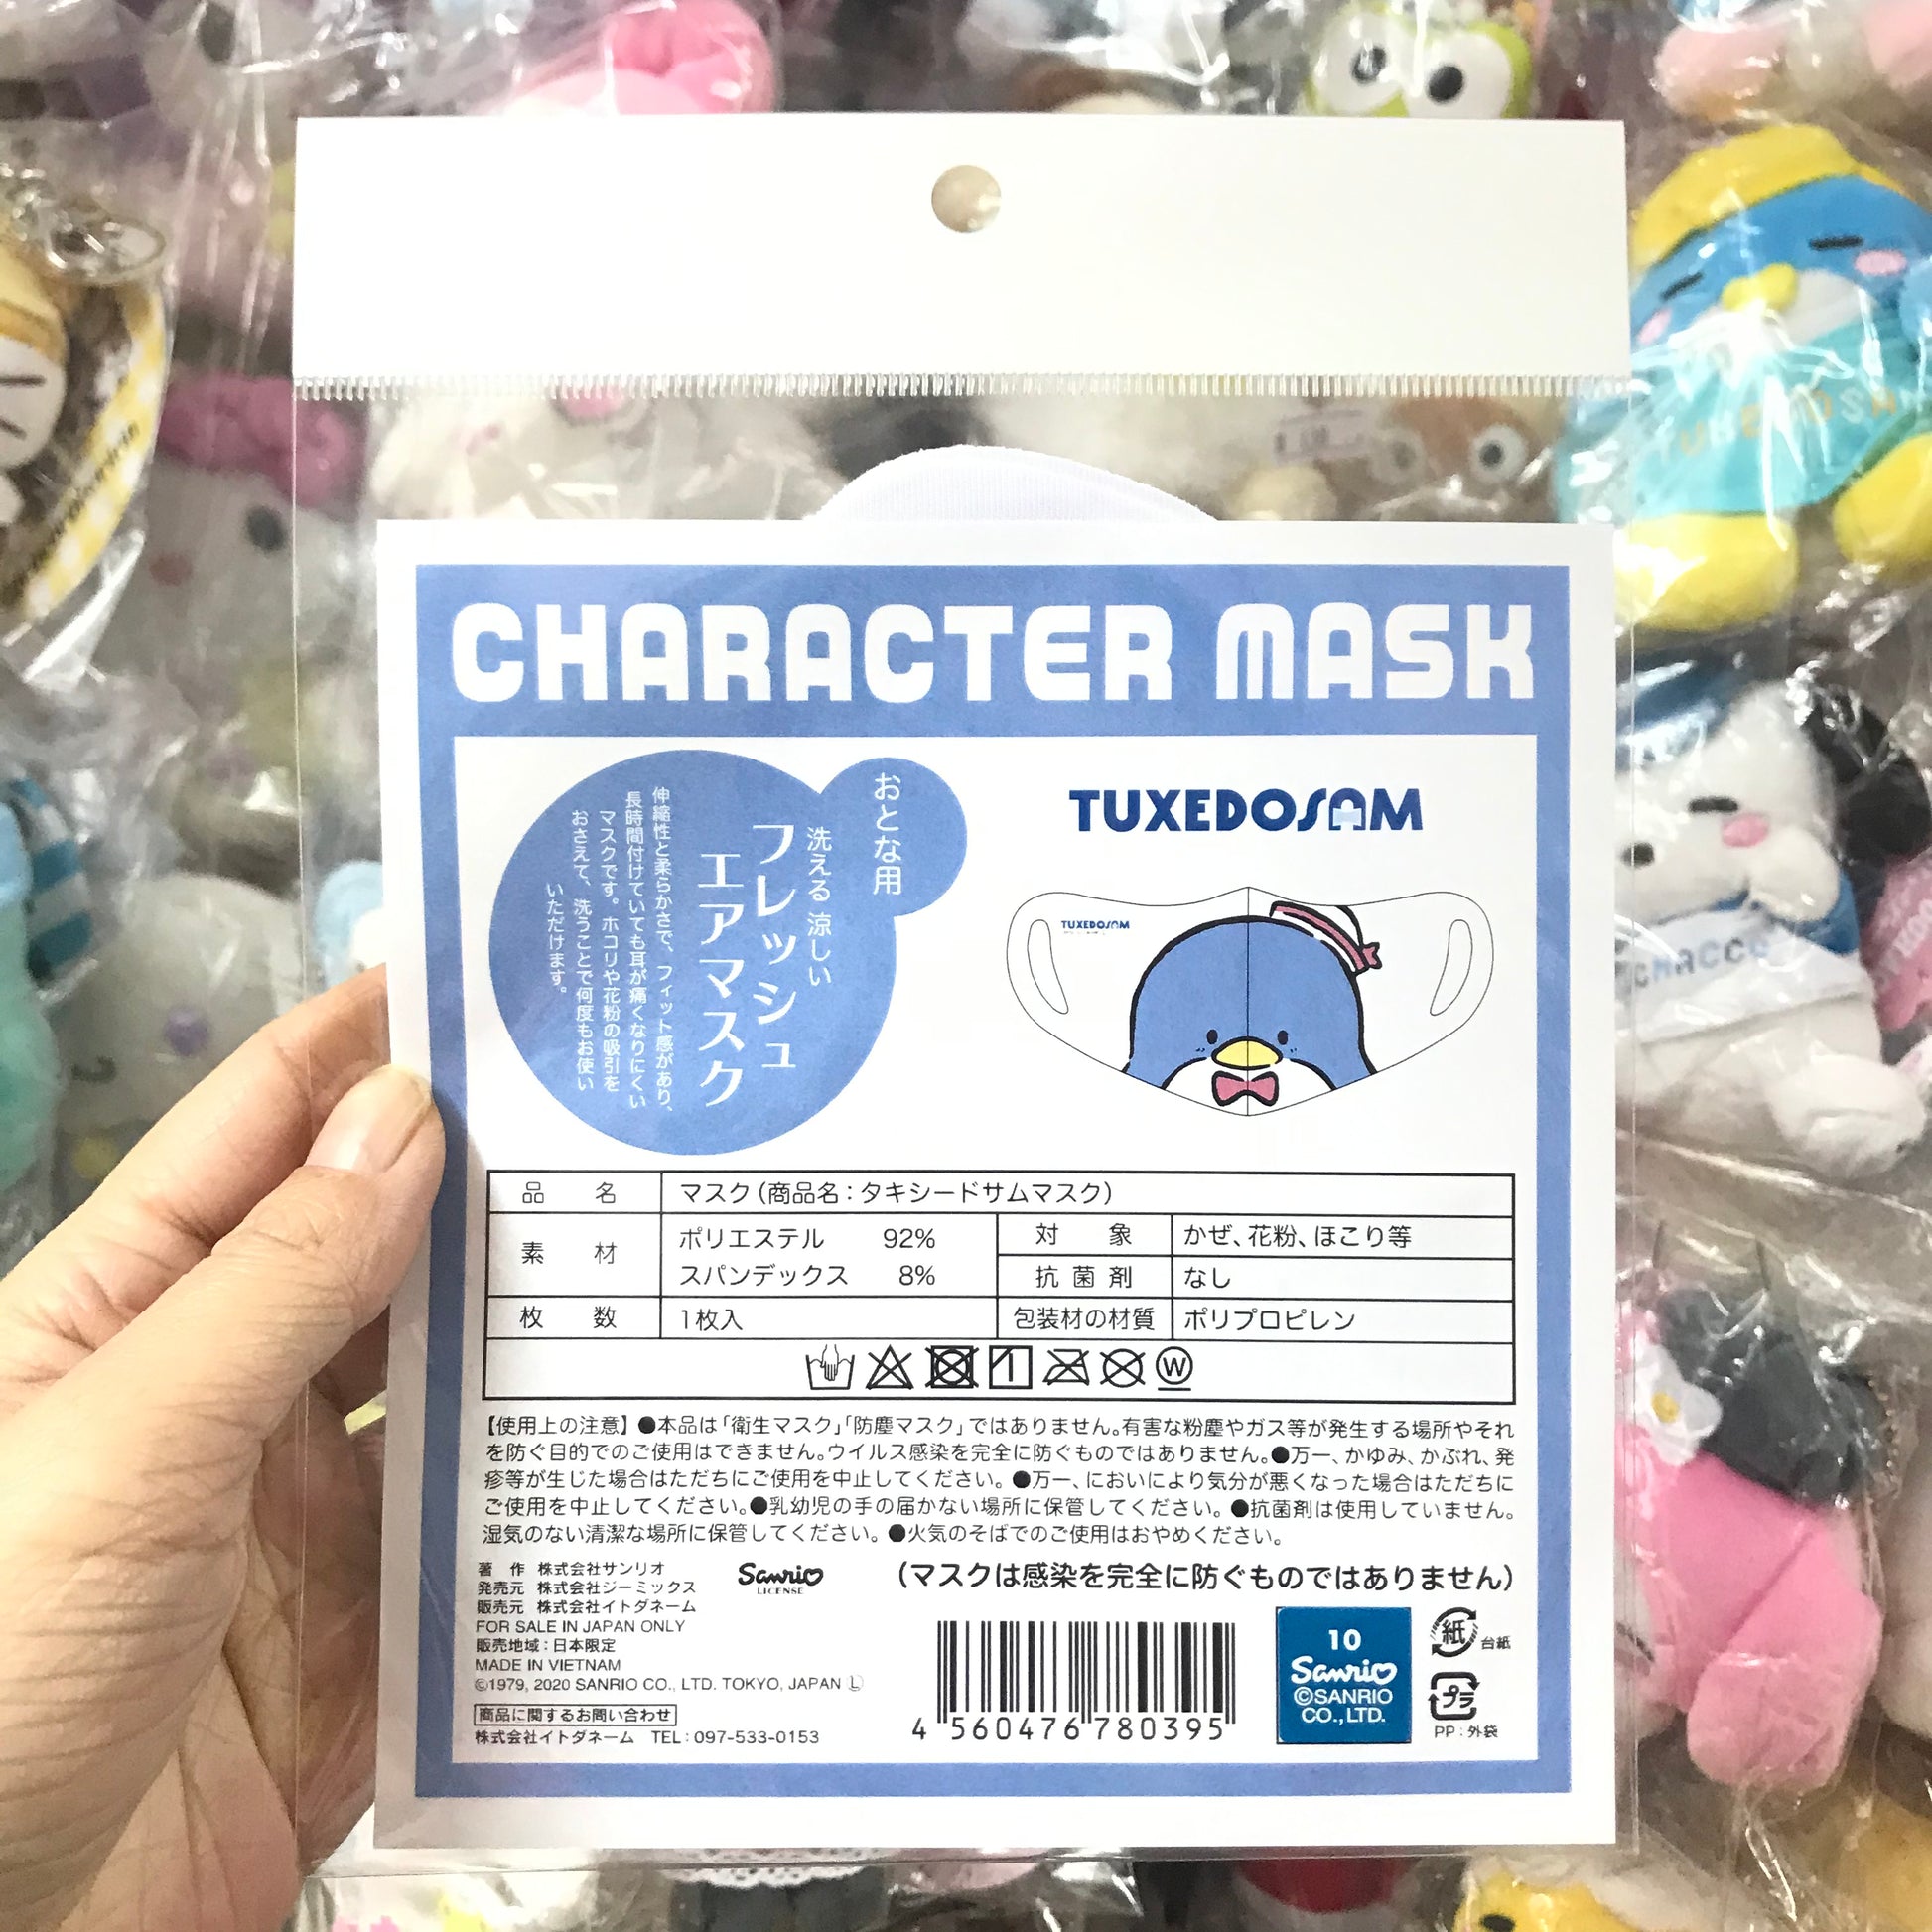 CHARACTER MASK
おとな用
洗える 涼しい
フレッシュ
エアマスク
伸縮性と柔らかさで、フィット感があり、
長時間付けていても耳が痛くなりにくい
マスクです。ホコリや花粉の吸引を
おさえて、洗うことで何度もお使い
いただけます。
TUXEDOSAM
TUXEDOSAM
品名 マスク(商品名:タキシードサムマスク)
素材 ポリエステル 92%
スパンデックス 8%
対象 かぜ、花粉、ほこり等
抗菌剤 なし
枚数 1枚入 包装材の材質 ポリプロピレン
W
【使用上の注意】●本品は「衛生マスク」「防塵マスク」ではありません。有害な粉塵やガス等が発生する場所やそれ
を防ぐ目的でのご使用はできません。ウイルス感染を完全に防ぐものではありません。●万一、かゆみ、かぶれ、発
疹等が生じた場合はただちにご使用を中止してください。●万一、においにより気分が悪くなった場合はただちに
ご使用を中止してください。●乳幼児の手の届かない場所に保管してください。●抗菌剤は使用していません。
湿気のない清潔な場所に保管してください。●火気のそばでのご使用はおやめください。
著作 株式会社サンリオ
発売元 株式会社ジーミックス
販売元 株式会社イトダネーム
FOR SALE IN JAPAN ONLY
販売地域:日本限定
MADE IN VIETNAM
©1979, 2020 SANRIO CO., LTD. TOKYO, JAPAN Ⓛ
商品に関するお問い合わせ
株式会社イトダネーム TEL:097-533-0153
Sanrio
LICENSE
(マスクは感染を完全に防ぐものではありません)
4 560476 780395
10
Sanrio
©SANRIO
CO.,LTD.
紙 台紙
プラ
PP:外袋